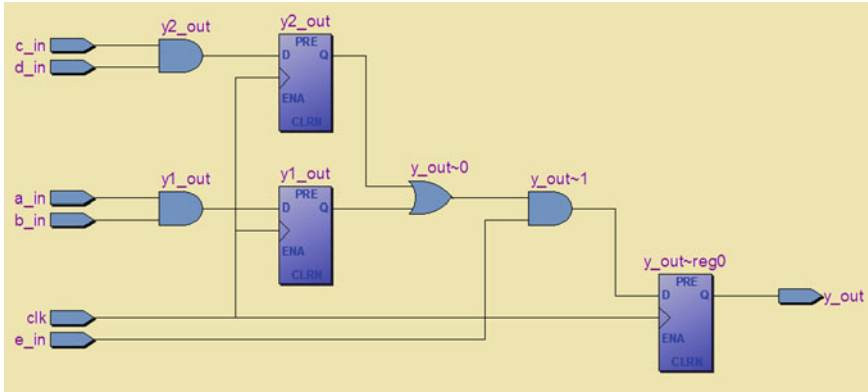 y2_out
y2_out
c_in
d_in
PRE
D Q
ENA
CLRN
y1_out
y1_out
y_out~0
y_out~1
a_in
b_in
PRE
D Q
ENA
CLRN
y_out~reg0
clk
e_in
PRE
D Q
ENA
CLRN
y_out